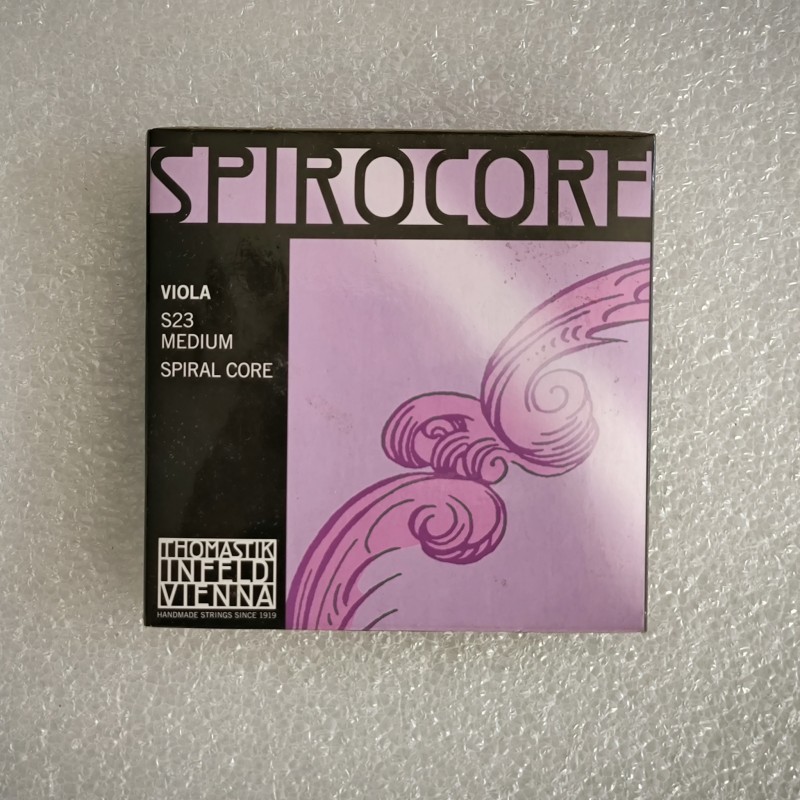 SPIROCORE
VIOLA
S23
MEDIUM
SPIRAL CORE
THOMASTIK
INFELD
VIENNA
HANDMADE STRINGS SINCE 1919